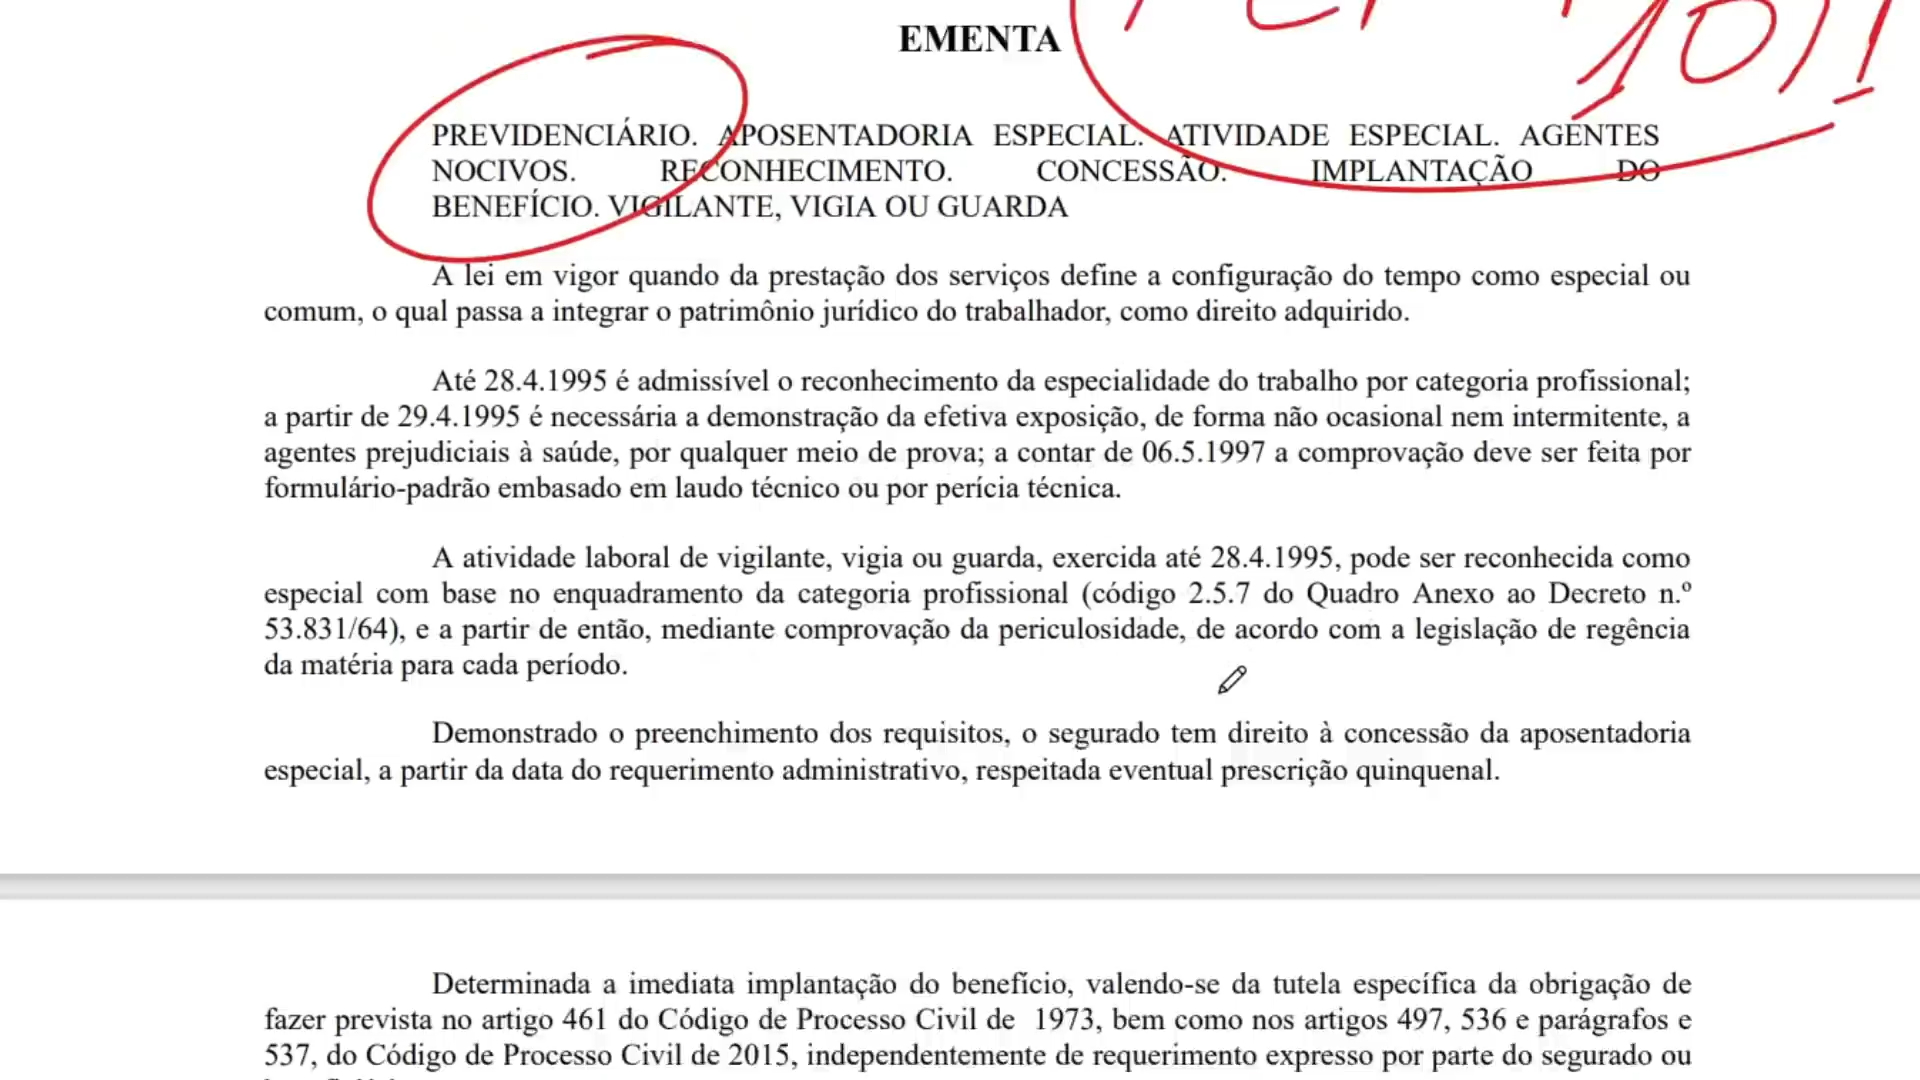 EMENTA
PREVIDENCIÁRIO. APOSENTADORIA ESPECIAL. ATIVIDADE ESPECIAL. AGENTES
NOCIVOS. RECONHECIMENTO. CONCESSÃO. IMPLANTAÇÃO DO
BENEFÍCIO. VIGILANTE, VIGIA OU GUARDA
A lei em vigor quando da prestação dos serviços define a configuração do tempo como especial ou
comum, o qual passa a integrar o patrimônio jurídico do trabalhador, como direito adquirido.
Até 28.4.1995 é admissível o reconhecimento da especialidade do trabalho por categoria profissional;
a partir de 29.4.1995 é necessária a demonstração da efetiva exposição, de forma não ocasional nem intermitente, a
agentes prejudiciais à saúde, por qualquer meio de prova; a contar de 06.5.1997 a comprovação deve ser feita por
formulário-padrão embasado em laudo técnico ou por perícia técnica.
A atividade laboral de vigilante, vigia ou guarda, exercida até 28.4.1995, pode ser reconhecida como
especial com base no enquadramento da categoria profissional (código 2.5.7 do Quadro Anexo ao Decreto n.º
53.831/64), e a partir de então, mediante comprovação da periculosidade, de acordo com a legislação de regência
da matéria para cada período.
Demonstrado o preenchimento dos requisitos, o segurado tem direito à concessão da aposentadoria
especial, a partir da data do requerimento administrativo, respeitada eventual prescrição quinquenal.
Determinada a imediata implantação do benefício, valendo-se da tutela específica da obrigação de
fazer prevista no artigo 461 do Código de Processo Civil de 1973, bem como nos artigos 497, 536 e parágrafos e
537, do Código de Processo Civil de 2015, independentemente de requerimento expresso por parte do segurado ou